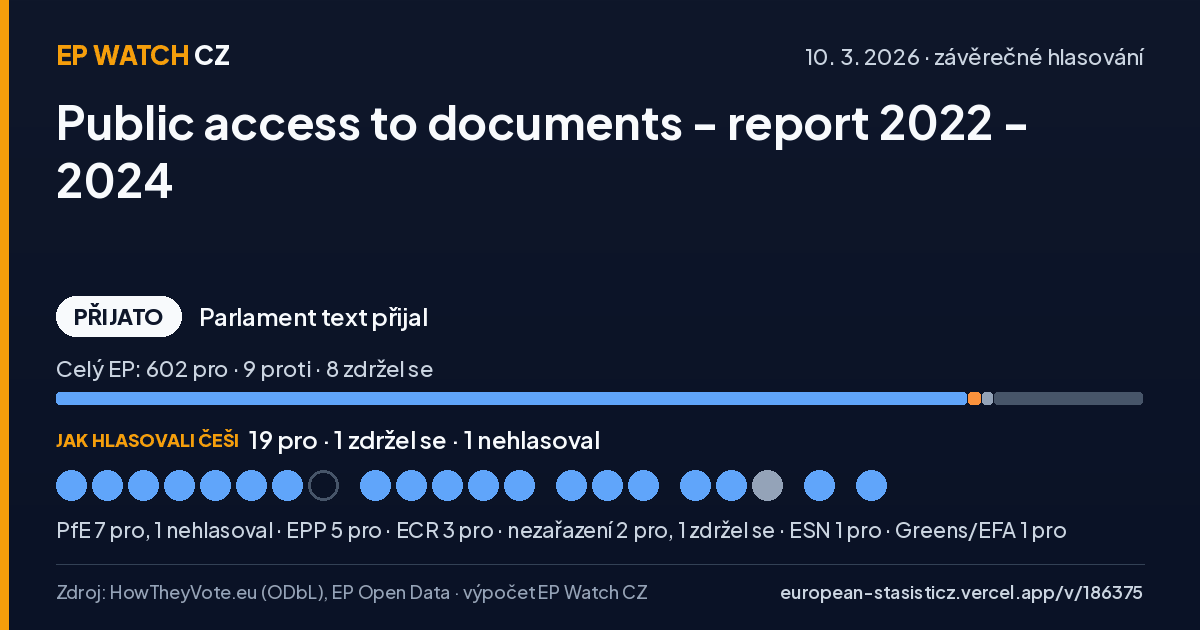 EP WATCH CZ
10. 3. 2026 · závěrečné hlasování
Public access to documents – report 2022 –
2024
PŘIJATO Parlament text přijal
Celý EP: 602 pro · 9 proti · 8 zdržel se
JAK HLASOVALI ČEŠI 19 pro · 1 zdržel se · 1 nehlasoval
PfE 7 pro, 1 nehlasoval · EPP 5 pro · ECR 3 pro · nezařazení 2 pro, 1 zdržel se · ESN 1 pro · Greens/EFA 1 pro
Zdroj: HowTheyVote.eu (ODbL), EP Open Data · výpočet EP Watch CZ
european-stasisticz.vercel.app/v/186375